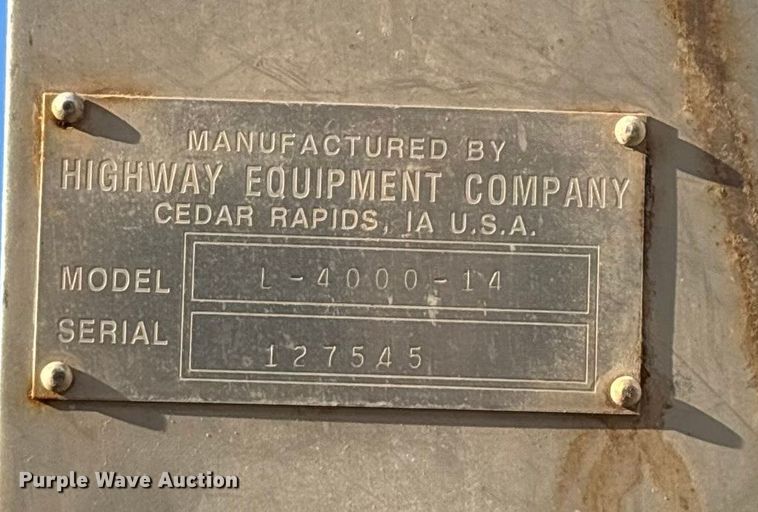 MANUFACTURED BY
HIGHWAY EQUIPMENT COMPANY
CEDAR RAPIDS, IA U.S.A.
MODEL L-4000-14
SERIAL 127545
Purple Wave Auction